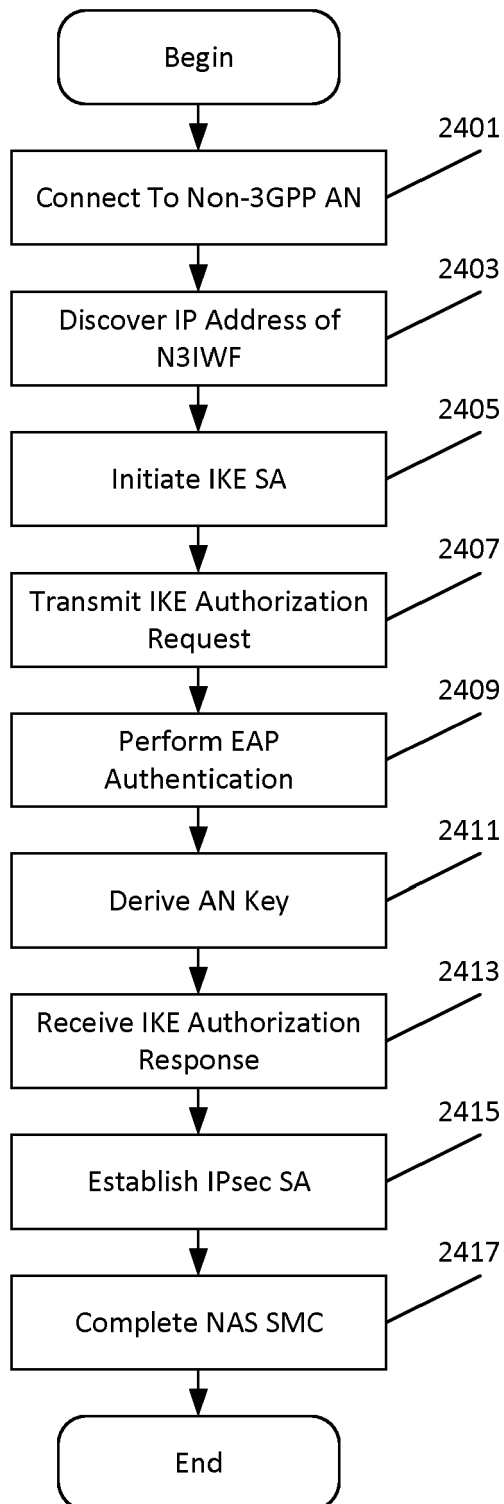 Begin
2401
Connect To Non-3GPP AN
2403
Discover IP Address of
N3IWF
2405
Initiate IKE SA
2407
Transmit IKE Authorization
Request
2409
Perform EAP
Authentication
2411
Derive AN Key
2413
Receive IKE Authorization
Response
2415
Establish IPsec SA
2417
Complete NAS SMC
End